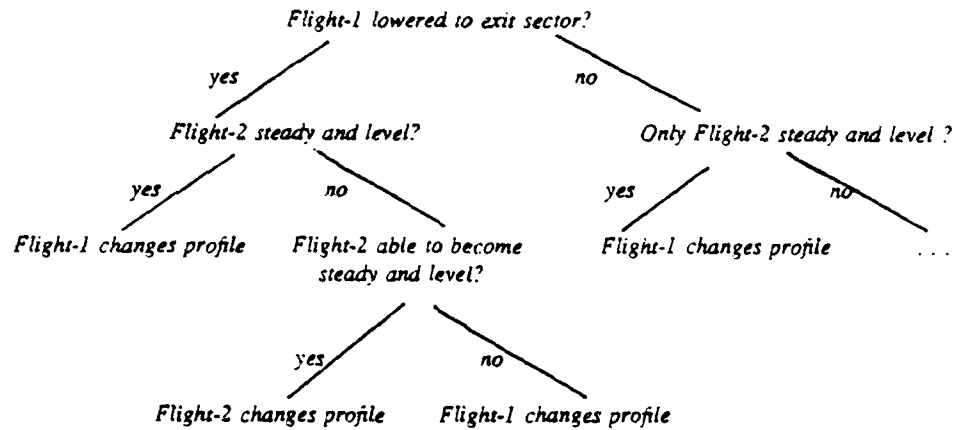 Flight-1 lowered to exit sector?
yes
no
Flight-2 steady and level?
Only Flight-2 steady and level ?
yes
no
yes
no
Flight-1 changes profile
Flight-2 able to become
steady and level?
Flight-1 changes profile
. . .
yes
no
Flight-2 changes profile
Flight-1 changes profile